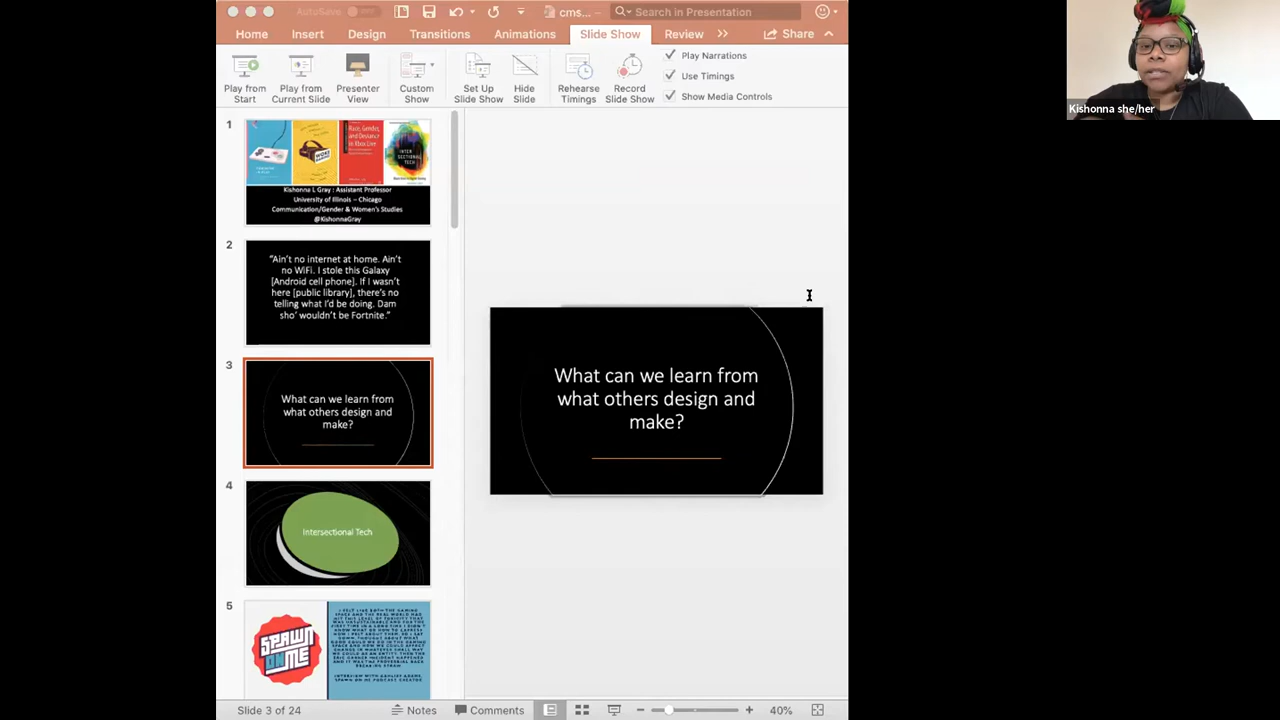 AutoSave
cms...
Search in Presentation
Home Insert Design Transitions Animations Slide Show Review >> Share
Play from Start
Play from Current Slide
Presenter View
Custom Show
Set Up Slide Show
Hide Slide
Rehearse Timings
Record Slide Show
Play Narrations
Use Timings
Show Media Controls
Kishonna she/her
1
Race, Gender,
and Deviance
in Xbox Live
WOKE
INTER
SECTIONAL
TECH
Kishonna L Gray : Assistant Professor
University of Illinois – Chicago
Communication/Gender & Women's Studies
@KishonnaGray
2
"Ain't no internet at home. Ain't
no WiFi. I stole this Galaxy
[Android cell phone]. If I wasn't
here [public library], there's no
telling what I'd be doing. Dam
sho' wouldn't be Fortnite."
3
What can we learn from
what others design and
make?
4
Intersectional Tech
5
SPAWN
ON
ME
What can we learn from
what others design and
make?
Slide 3 of 24
Notes
Comments
40%